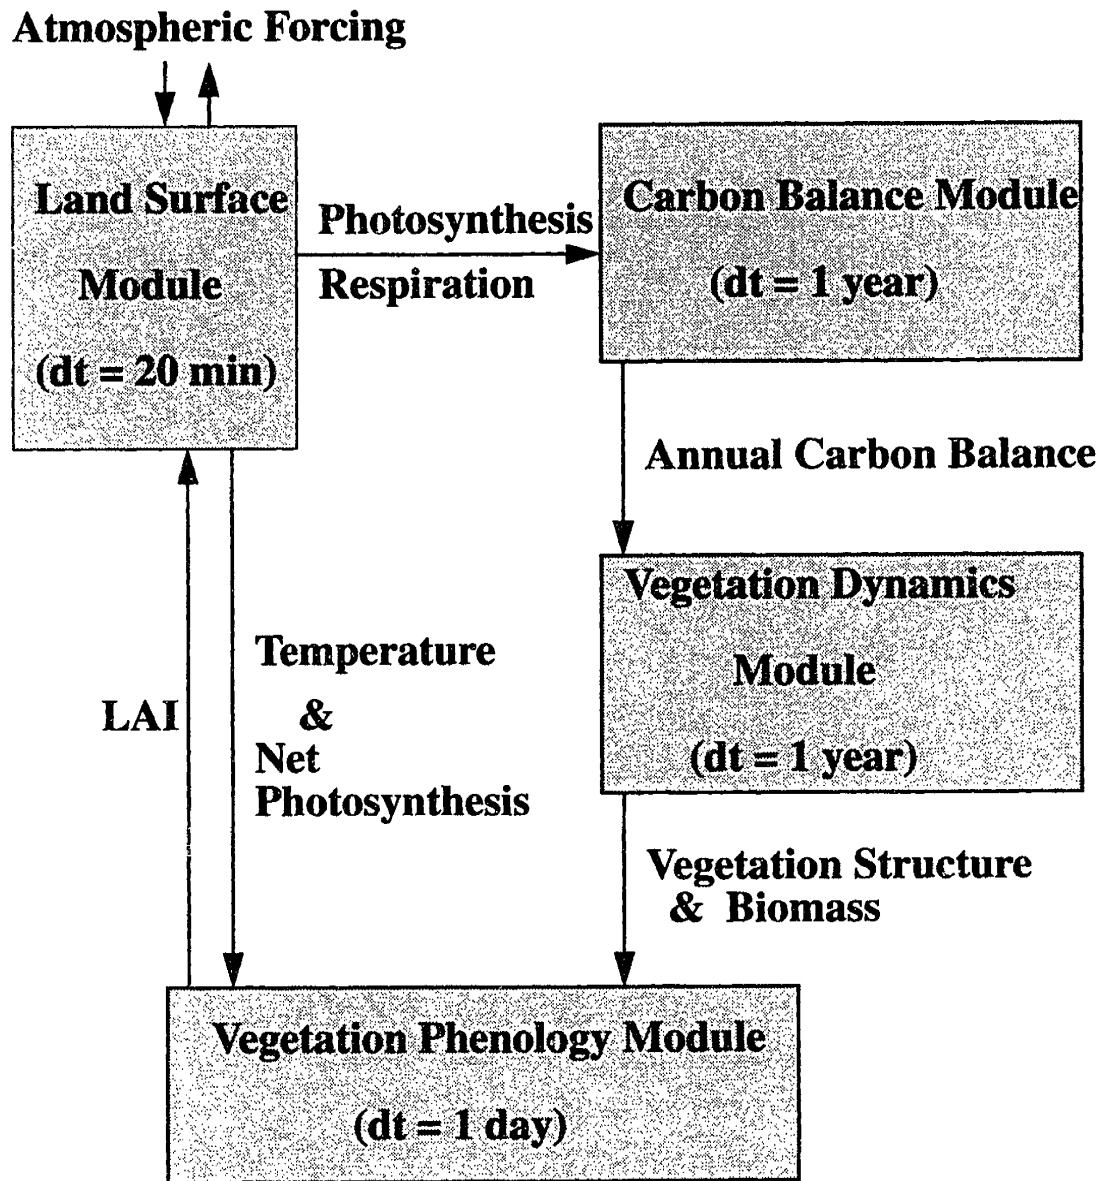 Atmospheric Forcing
Land Surface
Module
(dt = 20 min)
Photosynthesis
Respiration
Carbon Balance Module
(dt = 1 year)
Annual Carbon Balance
Vegetation Dynamics
Module
(dt = 1 year)
LAI
Temperature
&
Net
Photosynthesis
Vegetation Structure
& Biomass
Vegetation Phenology Module
(dt = 1 day)